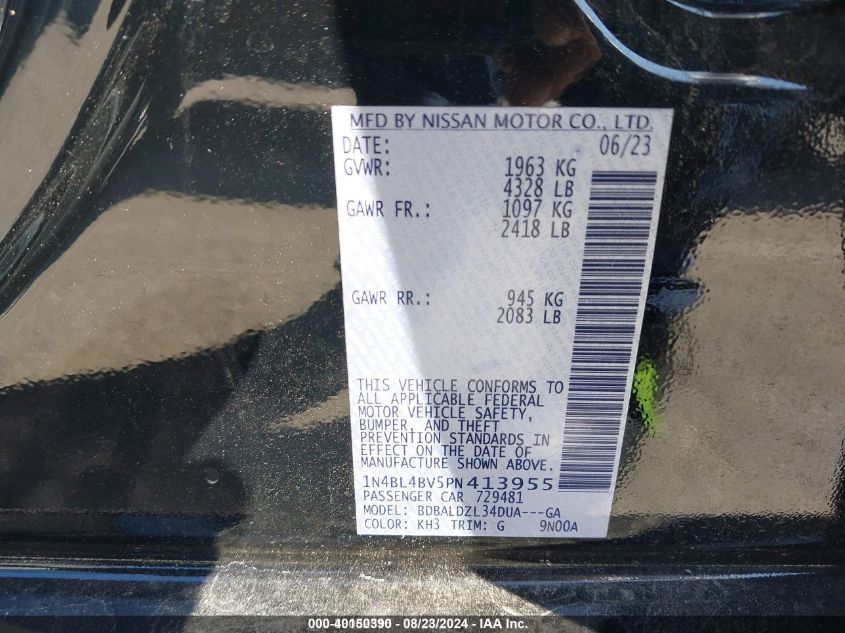 MFD BY NISSAN MOTOR CO., LTD.
DATE: 06/23
GVWR: 1963 KG
4328 LB
GAWR FR.: 1097 KG
2418 LB
GAWR RR.: 945 KG
2083 LB
THIS VEHICLE CONFORMS TO
ALL APPLICABLE FEDERAL
MOTOR VEHICLE SAFETY,
BUMPER, AND THEFT
PREVENTION STANDARDS IN
EFFECT ON THE DATE OF
MANUFACTURE SHOWN ABOVE.
1N4BL4BV5PN413955
PASSENGER CAR 729481
MODEL: BDBALDZL34DUA---GA
COLOR: KH3 TRIM: G 9N00A
000-40150390 - 08/23/2024 - IAA Inc.